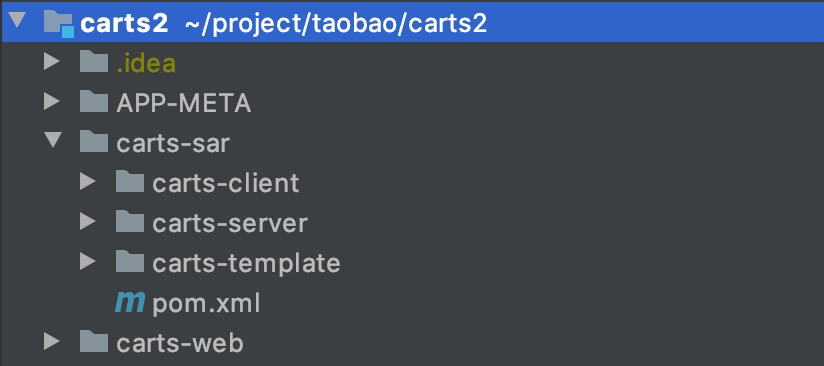 carts2 ~/project/taobao/carts2
.idea
APP-META
carts-sar
carts-client
carts-server
carts-template
m pom.xml
carts-web